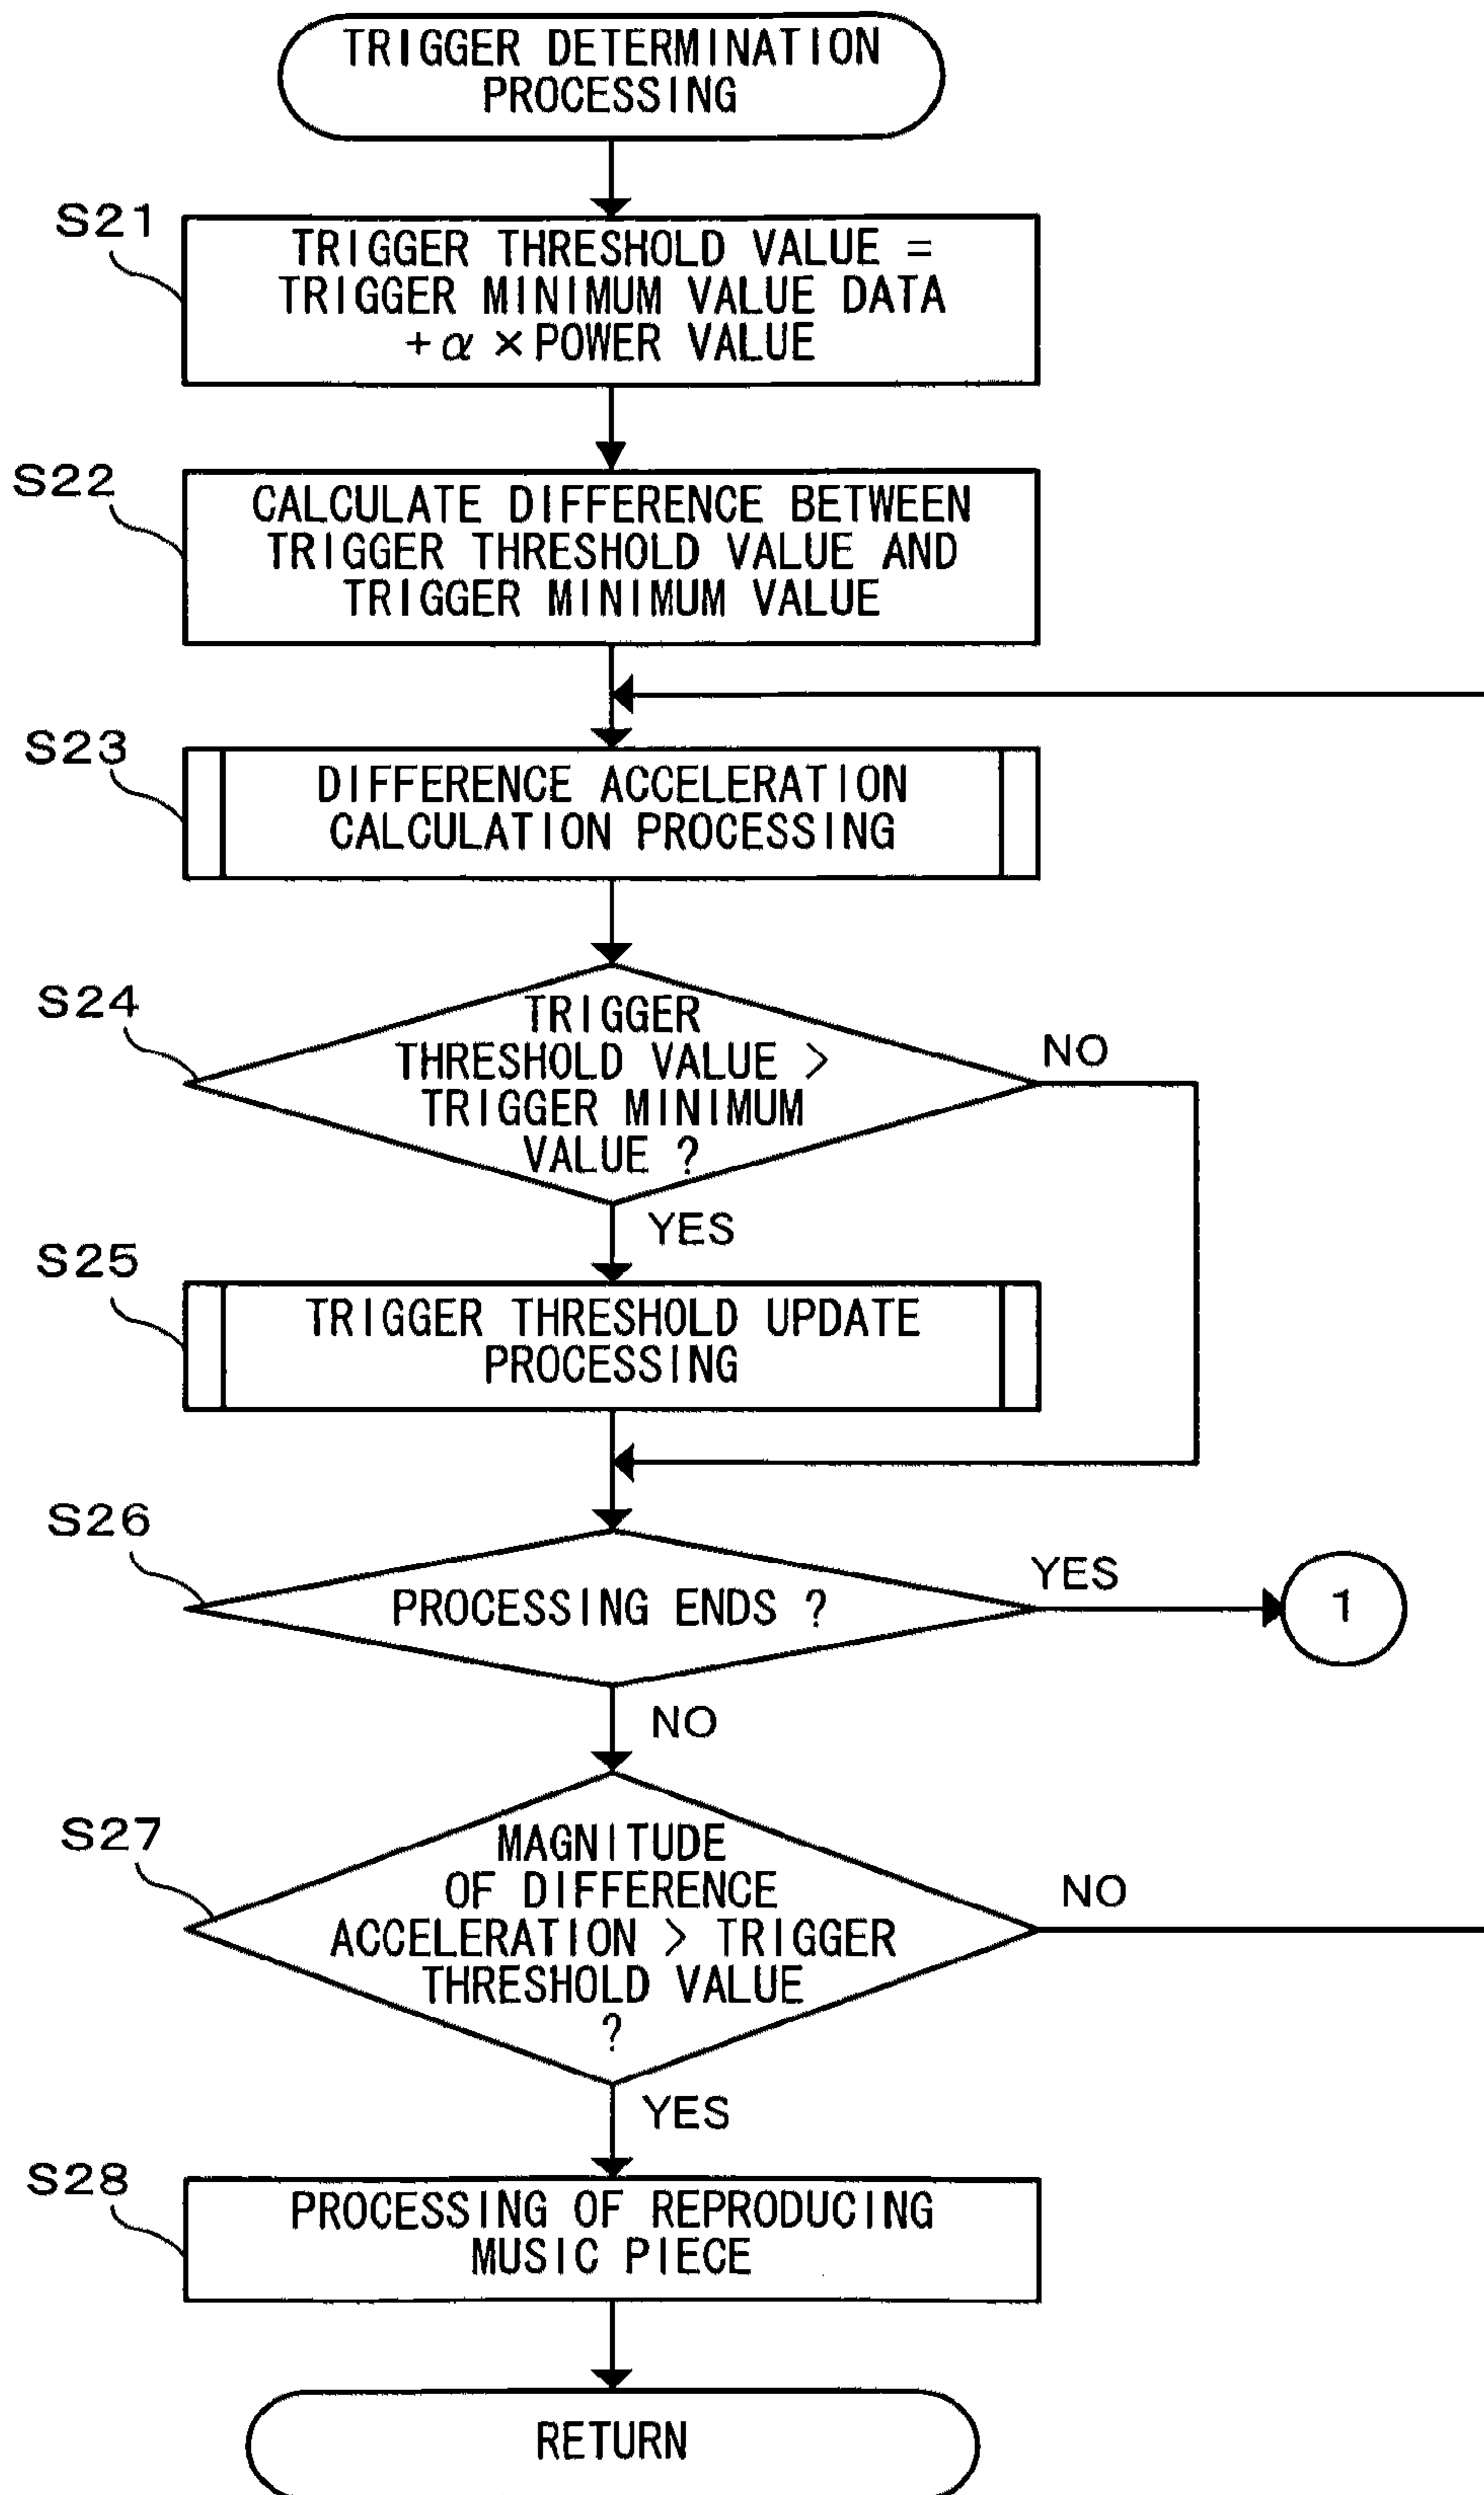 TRIGGER DETERMINATION
PROCESSING
S21
TRIGGER THRESHOLD VALUE =
TRIGGER MINIMUM VALUE DATA
+α×POWER VALUE
S22
CALCULATE DIFFERENCE BETWEEN
TRIGGER THRESHOLD VALUE AND
TRIGGER MINIMUM VALUE
S23
DIFFERENCE ACCELERATION
CALCULATION PROCESSING
S24
TRIGGER
THRESHOLD VALUE >
TRIGGER MINIMUM
VALUE ?
NO
YES
S25
TRIGGER THRESHOLD UPDATE
PROCESSING
S26
PROCESSING ENDS ?
YES
1
NO
S27
MAGNITUDE
OF DIFFERENCE
ACCELERATION > TRIGGER
THRESHOLD VALUE
?
NO
YES
S28
PROCESSING OF REPRODUCING
MUSIC PIECE
RETURN